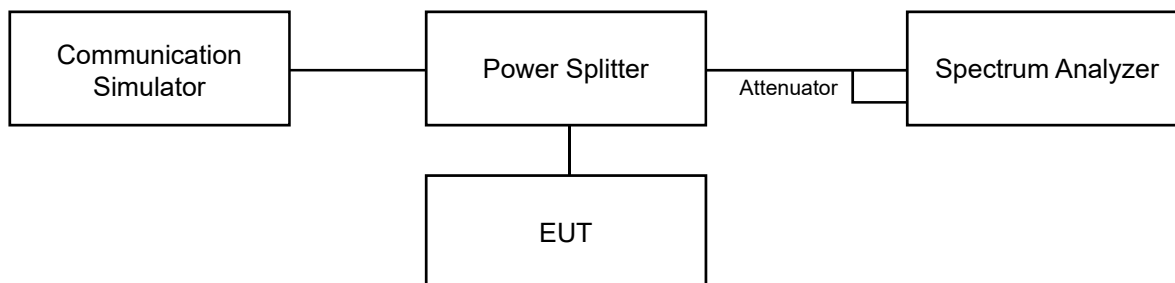 Communication
Simulator
Power Splitter
Attenuator
Spectrum Analyzer
EUT